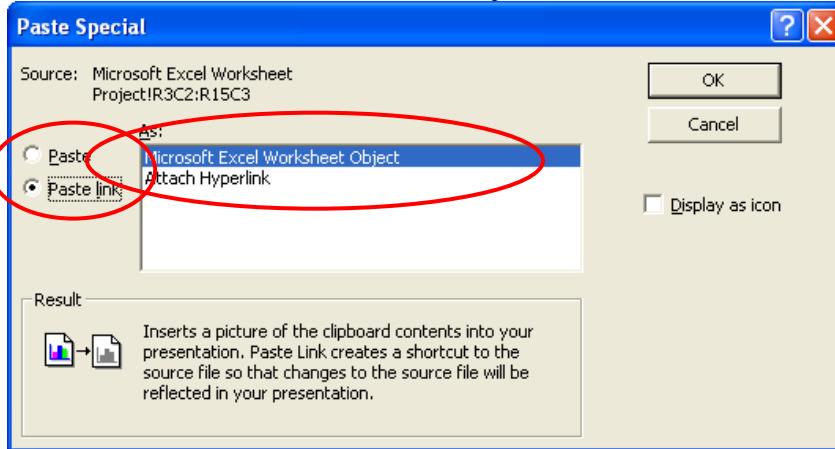 Paste Special
Source: Microsoft Excel Worksheet
Project!R3C2:R15C3
OK
Cancel
As:
Paste
Paste link
Microsoft Excel Worksheet Object
Attach Hyperlink
Display as icon
Result
Inserts a picture of the clipboard contents into your
presentation. Paste Link creates a shortcut to the
source file so that changes to the source file will be
reflected in your presentation.